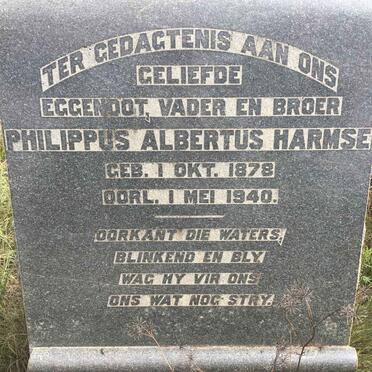 TER GEDAGTENIS AAN ONS
GELIEFDE
EGGENOOT, VADER EN BROER
PHILIPPUS ALBERTUS HARMSE
GEB. 1 OKT. 1878
OORL. 1 MEI 1940.
OORKANT DIE WATERS,
BLINKEND EN BLY
WAG HY VIR ONS
ONS WAT NOG STRY.